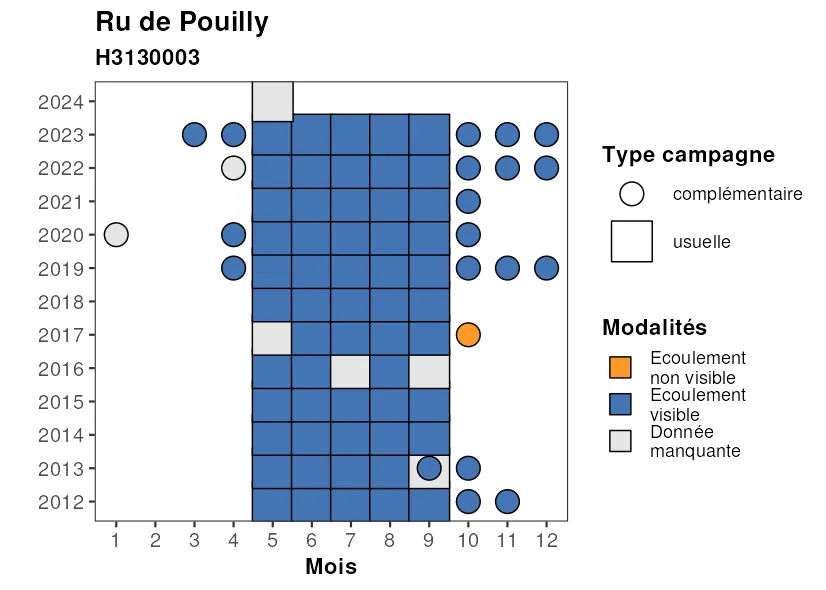 Ru de Pouilly
H3130003
2024
2023
2022
2021
2020
2019
2018
2017
2016
2015
2014
2013
2012
1 2 3 4 5 6 7 8 9 10 11 12
Mois
Type campagne
complémentaire
usuelle
Modalités
Ecoulement
non visible
Ecoulement
visible
Donnée
manquante